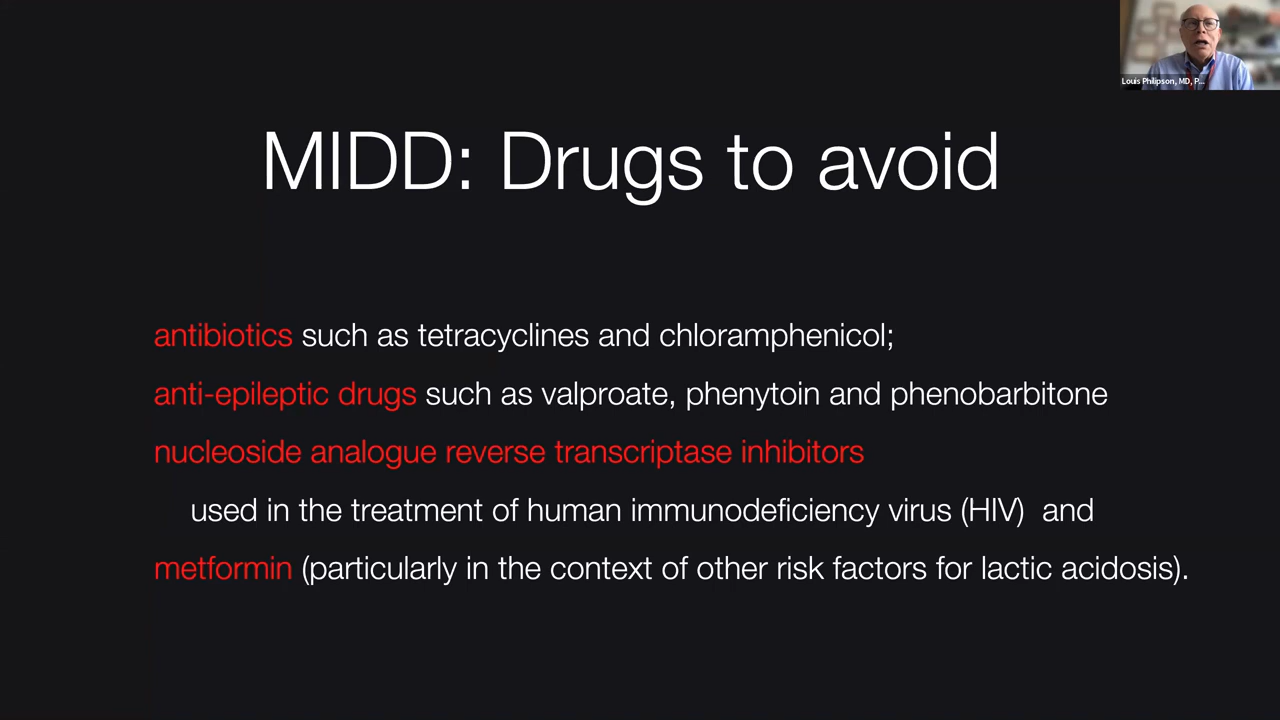 Louis Philipson, MD, P...
MIDD: Drugs to avoid
antibiotics such as tetracyclines and chloramphenicol;
anti-epileptic drugs such as valproate, phenytoin and phenobarbitone
nucleoside analogue reverse transcriptase inhibitors
used in the treatment of human immunodeficiency virus (HIV)  and
metformin (particularly in the context of other risk factors for lactic acidosis).